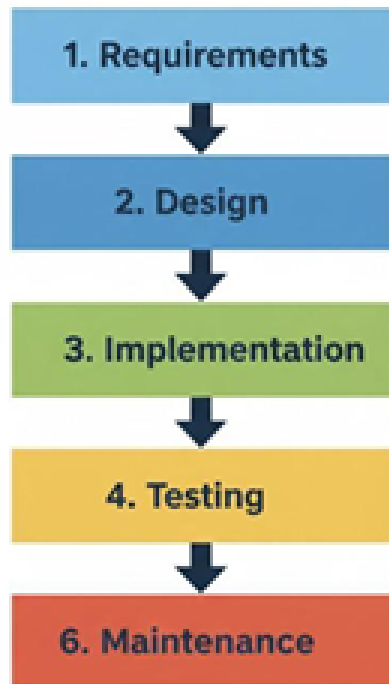 1. Requirements
2. Design
3. Implementation
4. Testing
6. Maintenance